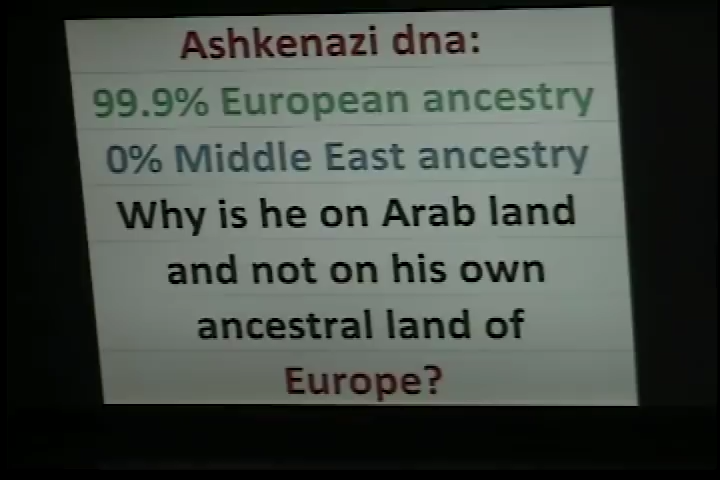 Ashkenazi dna:
99.9% European ancestry
0% Middle East ancestry
Why is he on Arab land
and not on his own
ancestral land of
Europe?